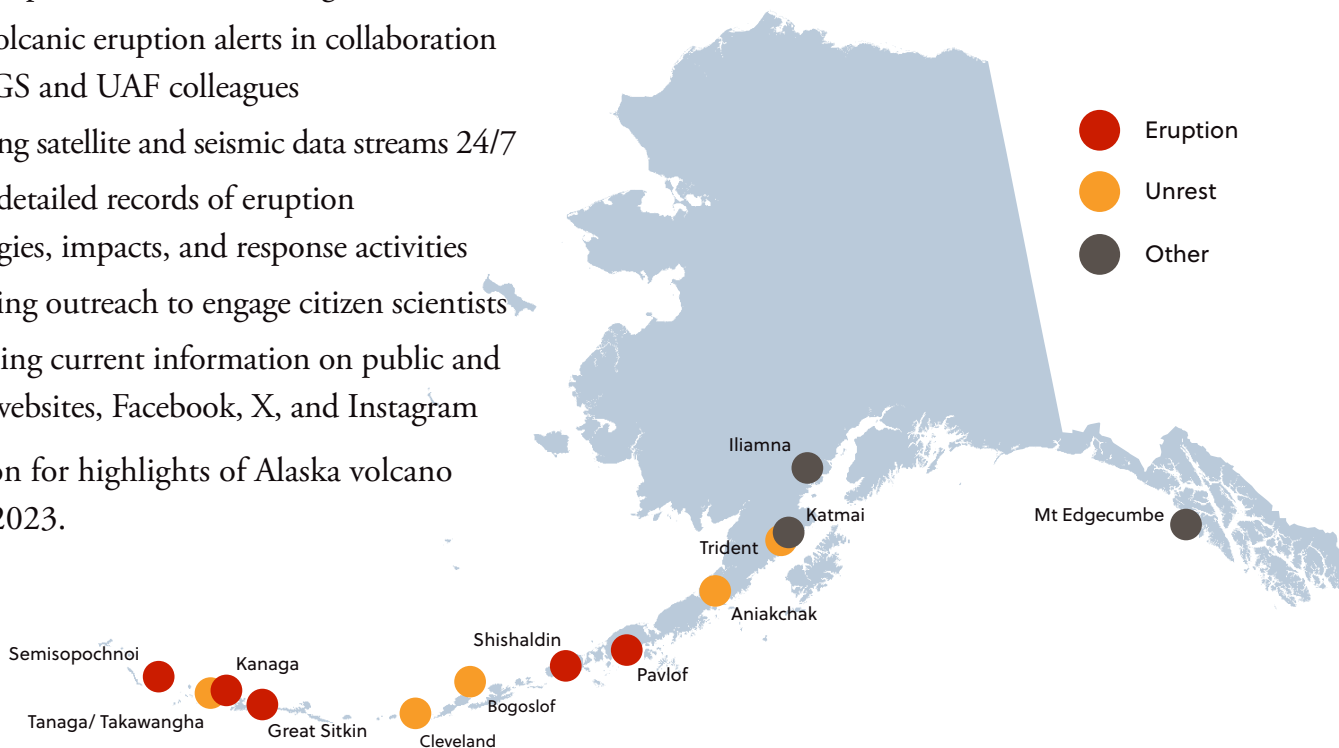 olcanic eruption alerts in collaboration
GS and UAF colleagues
ng satellite and seismic data streams 24/7
detailed records of eruption
gies, impacts, and response activities
ing outreach to engage citizen scientists
ing current information on public and
websites, Facebook, X, and Instagram
on for highlights of Alaska volcano
2023.
Eruption
Unrest
Other
Iliamna
Katmai
Mt Edgecumbe
Trident
Aniakchak
Shishaldin
Pavlof
Semisopochnoi
Kanaga
Bogoslof
Tanaga/ Takawangha
Great Sitkin
Cleveland